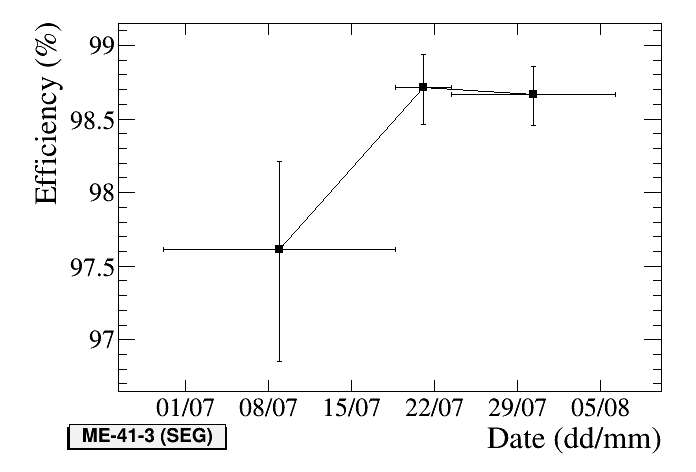 Efficiency (%)
99
98.5
98
97.5
97
01/07 08/07 15/07 22/07 29/07 05/08
ME-41-3 (SEG)
Date (dd/mm)